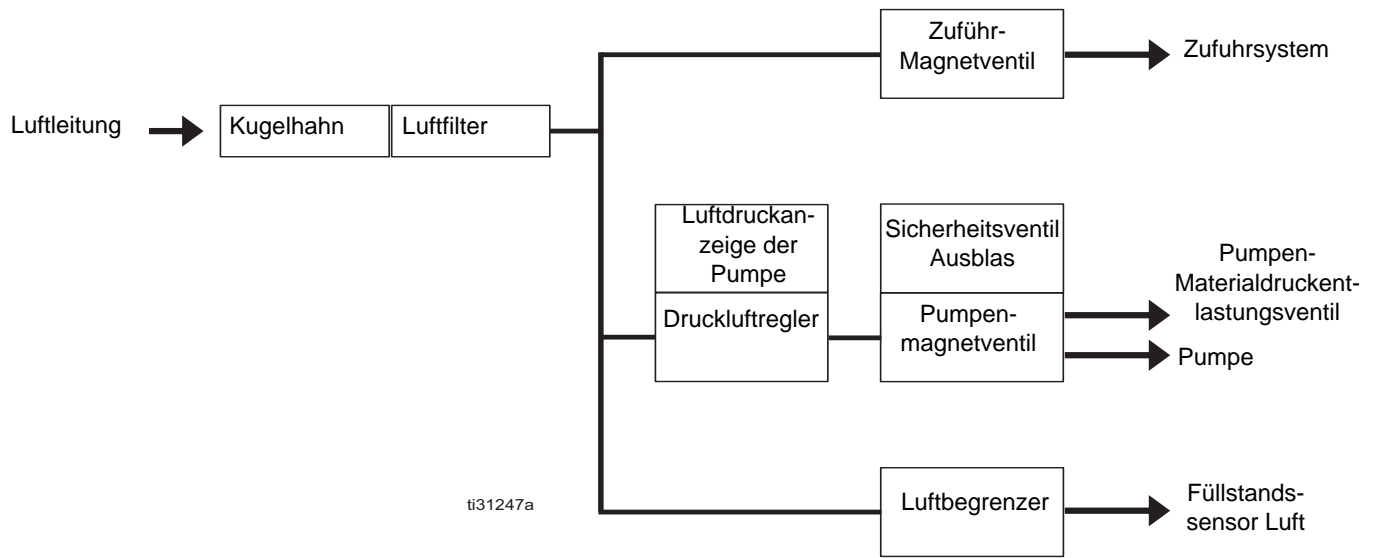 Zuführ-
Magnetventil
Zufuhrsystem
Luftleitung
Kugelhahn
Luftfilter
Luftdruckan-
zeige der
Pumpe
Sicherheitsventil
Ausblas
Pumpen-
Materialdruckent-
lastungsventil
Druckluftregler
Pumpen-
magnetventil
Pumpe
ti31247a
Luftbegrenzer
Füllstands-
sensor Luft